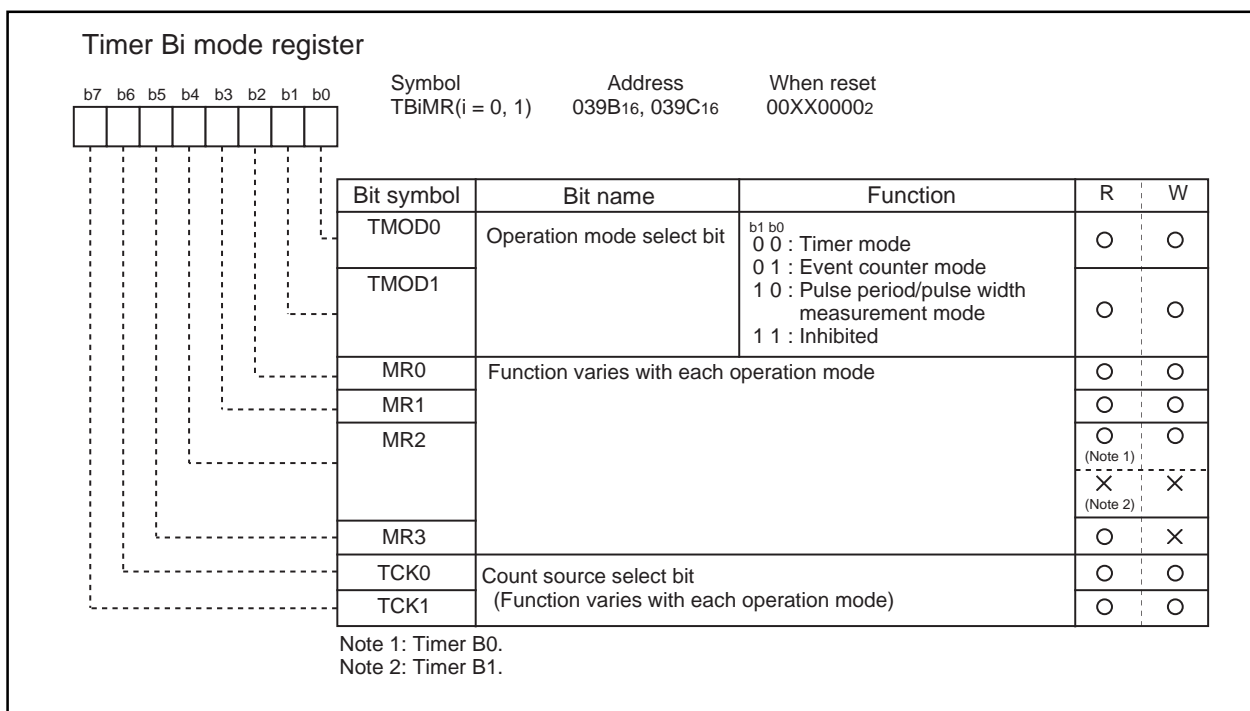 Timer Bi mode register
Symbol Address When reset
b7 b6 b5 b4 b3 b2 b1 b0
TBiMR(i = 0, 1) 039B16, 039C16 00XX00002
Bit symbol Bit name Function R W
TMOD0 Operation mode select bit
b1 b0
0 0 : Timer mode
0 1 : Event counter mode
TMOD1
1 0 : Pulse period/pulse width
measurement mode
1 1 : Inhibited
MR0 Function varies with each operation mode
MR1
MR2
(Note 1)
(Note 2)
MR3
TCK0 Count source select bit
TCK1 (Function varies with each operation mode)
Note 1: Timer B0.
Note 2: Timer B1.